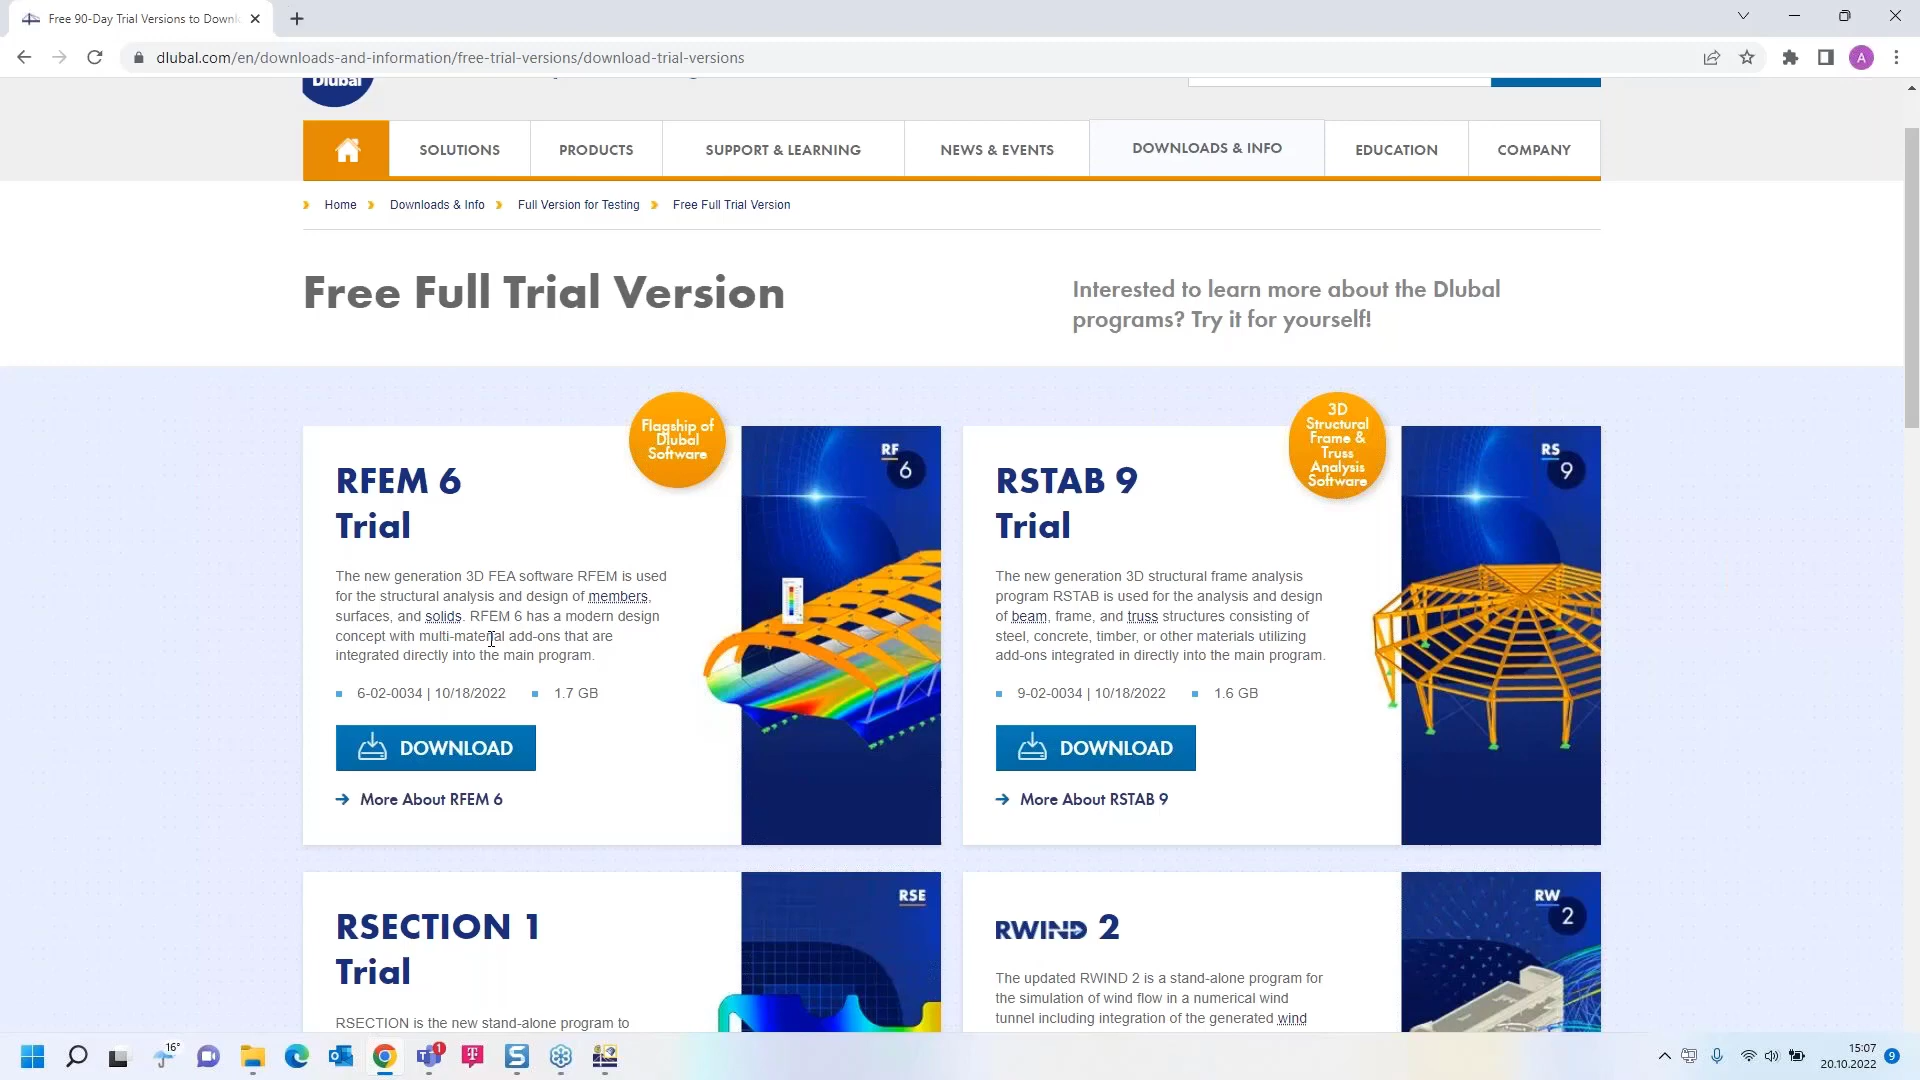 Free 90-Day Trial Versions to Downl
dlubal.com/en/downloads-and-information/free-trial-versions/download-trial-versions
A
Dlubal
SOLUTIONS
PRODUCTS
SUPPORT & LEARNING
NEWS & EVENTS
DOWNLOADS & INFO
EDUCATION
COMPANY
Home
Downloads & Info
Full Version for Testing
Free Full Trial Version
Free Full Trial Version
Interested to learn more about the Dlubal
programs? Try it for yourself!
Flagship of
Dlubal
Software
RFEM 6
Trial
The new generation 3D FEA software RFEM is used
for the structural analysis and design of members,
surfaces, and solids. RFEM 6 has a modern design
concept with multi-material add-ons that are
integrated directly into the main program.
6-02-0034 | 10/18/2022
1.7 GB
DOWNLOAD
More About RFEM 6
RF
6
3D
Structural
Frame &
Truss
Analysis
Software
RSTAB 9
Trial
The new generation 3D structural frame analysis
program RSTAB is used for the analysis and design
of beam, frame, and truss structures consisting of
steel, concrete, timber, or other materials utilizing
add-ons integrated in directly into the main program.
9-02-0034 | 10/18/2022
1.6 GB
DOWNLOAD
More About RSTAB 9
RS
9
RSECTION 1
Trial
RSECTION is the new stand-alone program to
RSE
RWIND 2
The updated RWIND 2 is a stand-alone program for
the simulation of wind flow in a numerical wind
tunnel including integration of the generated wind
RW
2
16°
1
15:07
20.10.2022
9